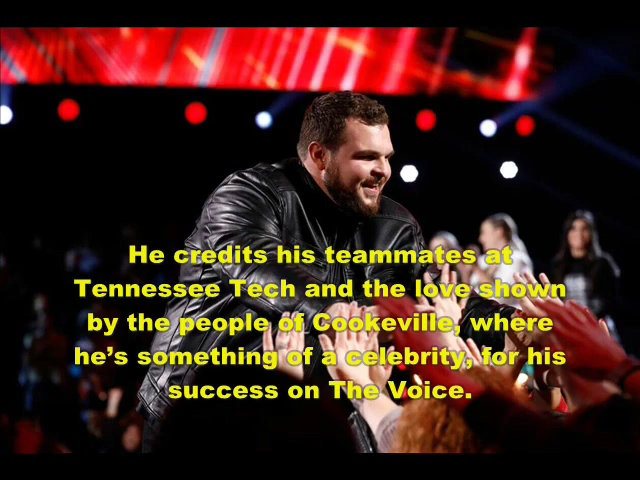 He credits his teammates at
Tennessee Tech and the love shown
by the people of Cookeville, where
he’s something of a celebrity, for his
success on The Voice.